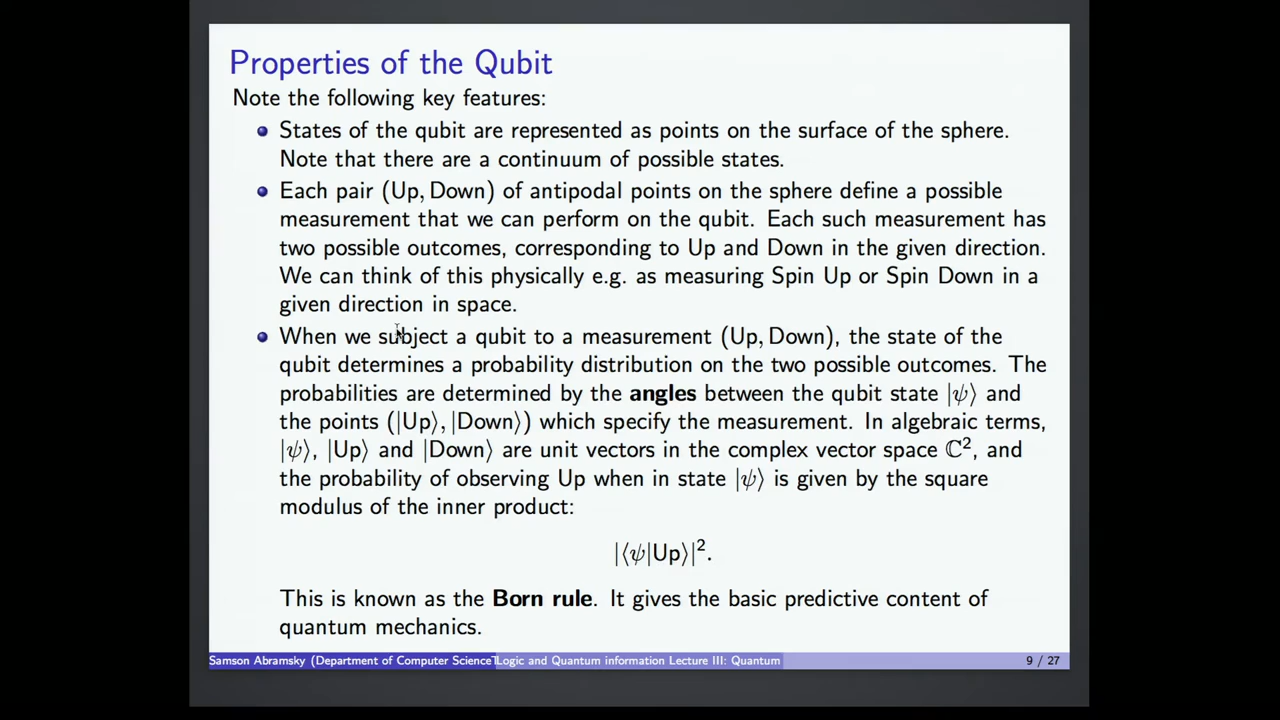 Properties of the Qubit
Note the following key features:
States of the qubit are represented as points on the surface of the sphere.
Note that there are a continuum of possible states.
Each pair (Up, Down) of antipodal points on the sphere define a possible
measurement that we can perform on the qubit. Each such measurement has
two possible outcomes, corresponding to Up and Down in the given direction.
We can think of this physically e.g. as measuring Spin Up or Spin Down in a
given direction in space.
When we subject a qubit to a measurement (Up, Down), the state of the
qubit determines a probability distribution on the two possible outcomes. The
probabilities are determined by the angles between the qubit state |ψ⟩ and
the points (|Up⟩, |Down⟩) which specify the measurement. In algebraic terms,
|ψ⟩, |Up⟩ and |Down⟩ are unit vectors in the complex vector space ℂ², and
the probability of observing Up when in state |ψ⟩ is given by the square
modulus of the inner product:
|⟨ψ|Up⟩|².
This is known as the Born rule. It gives the basic predictive content of
quantum mechanics.
Samson Abramsky (Department of Computer Science Logic and Quantum information Lecture III: Quantum 9 / 27